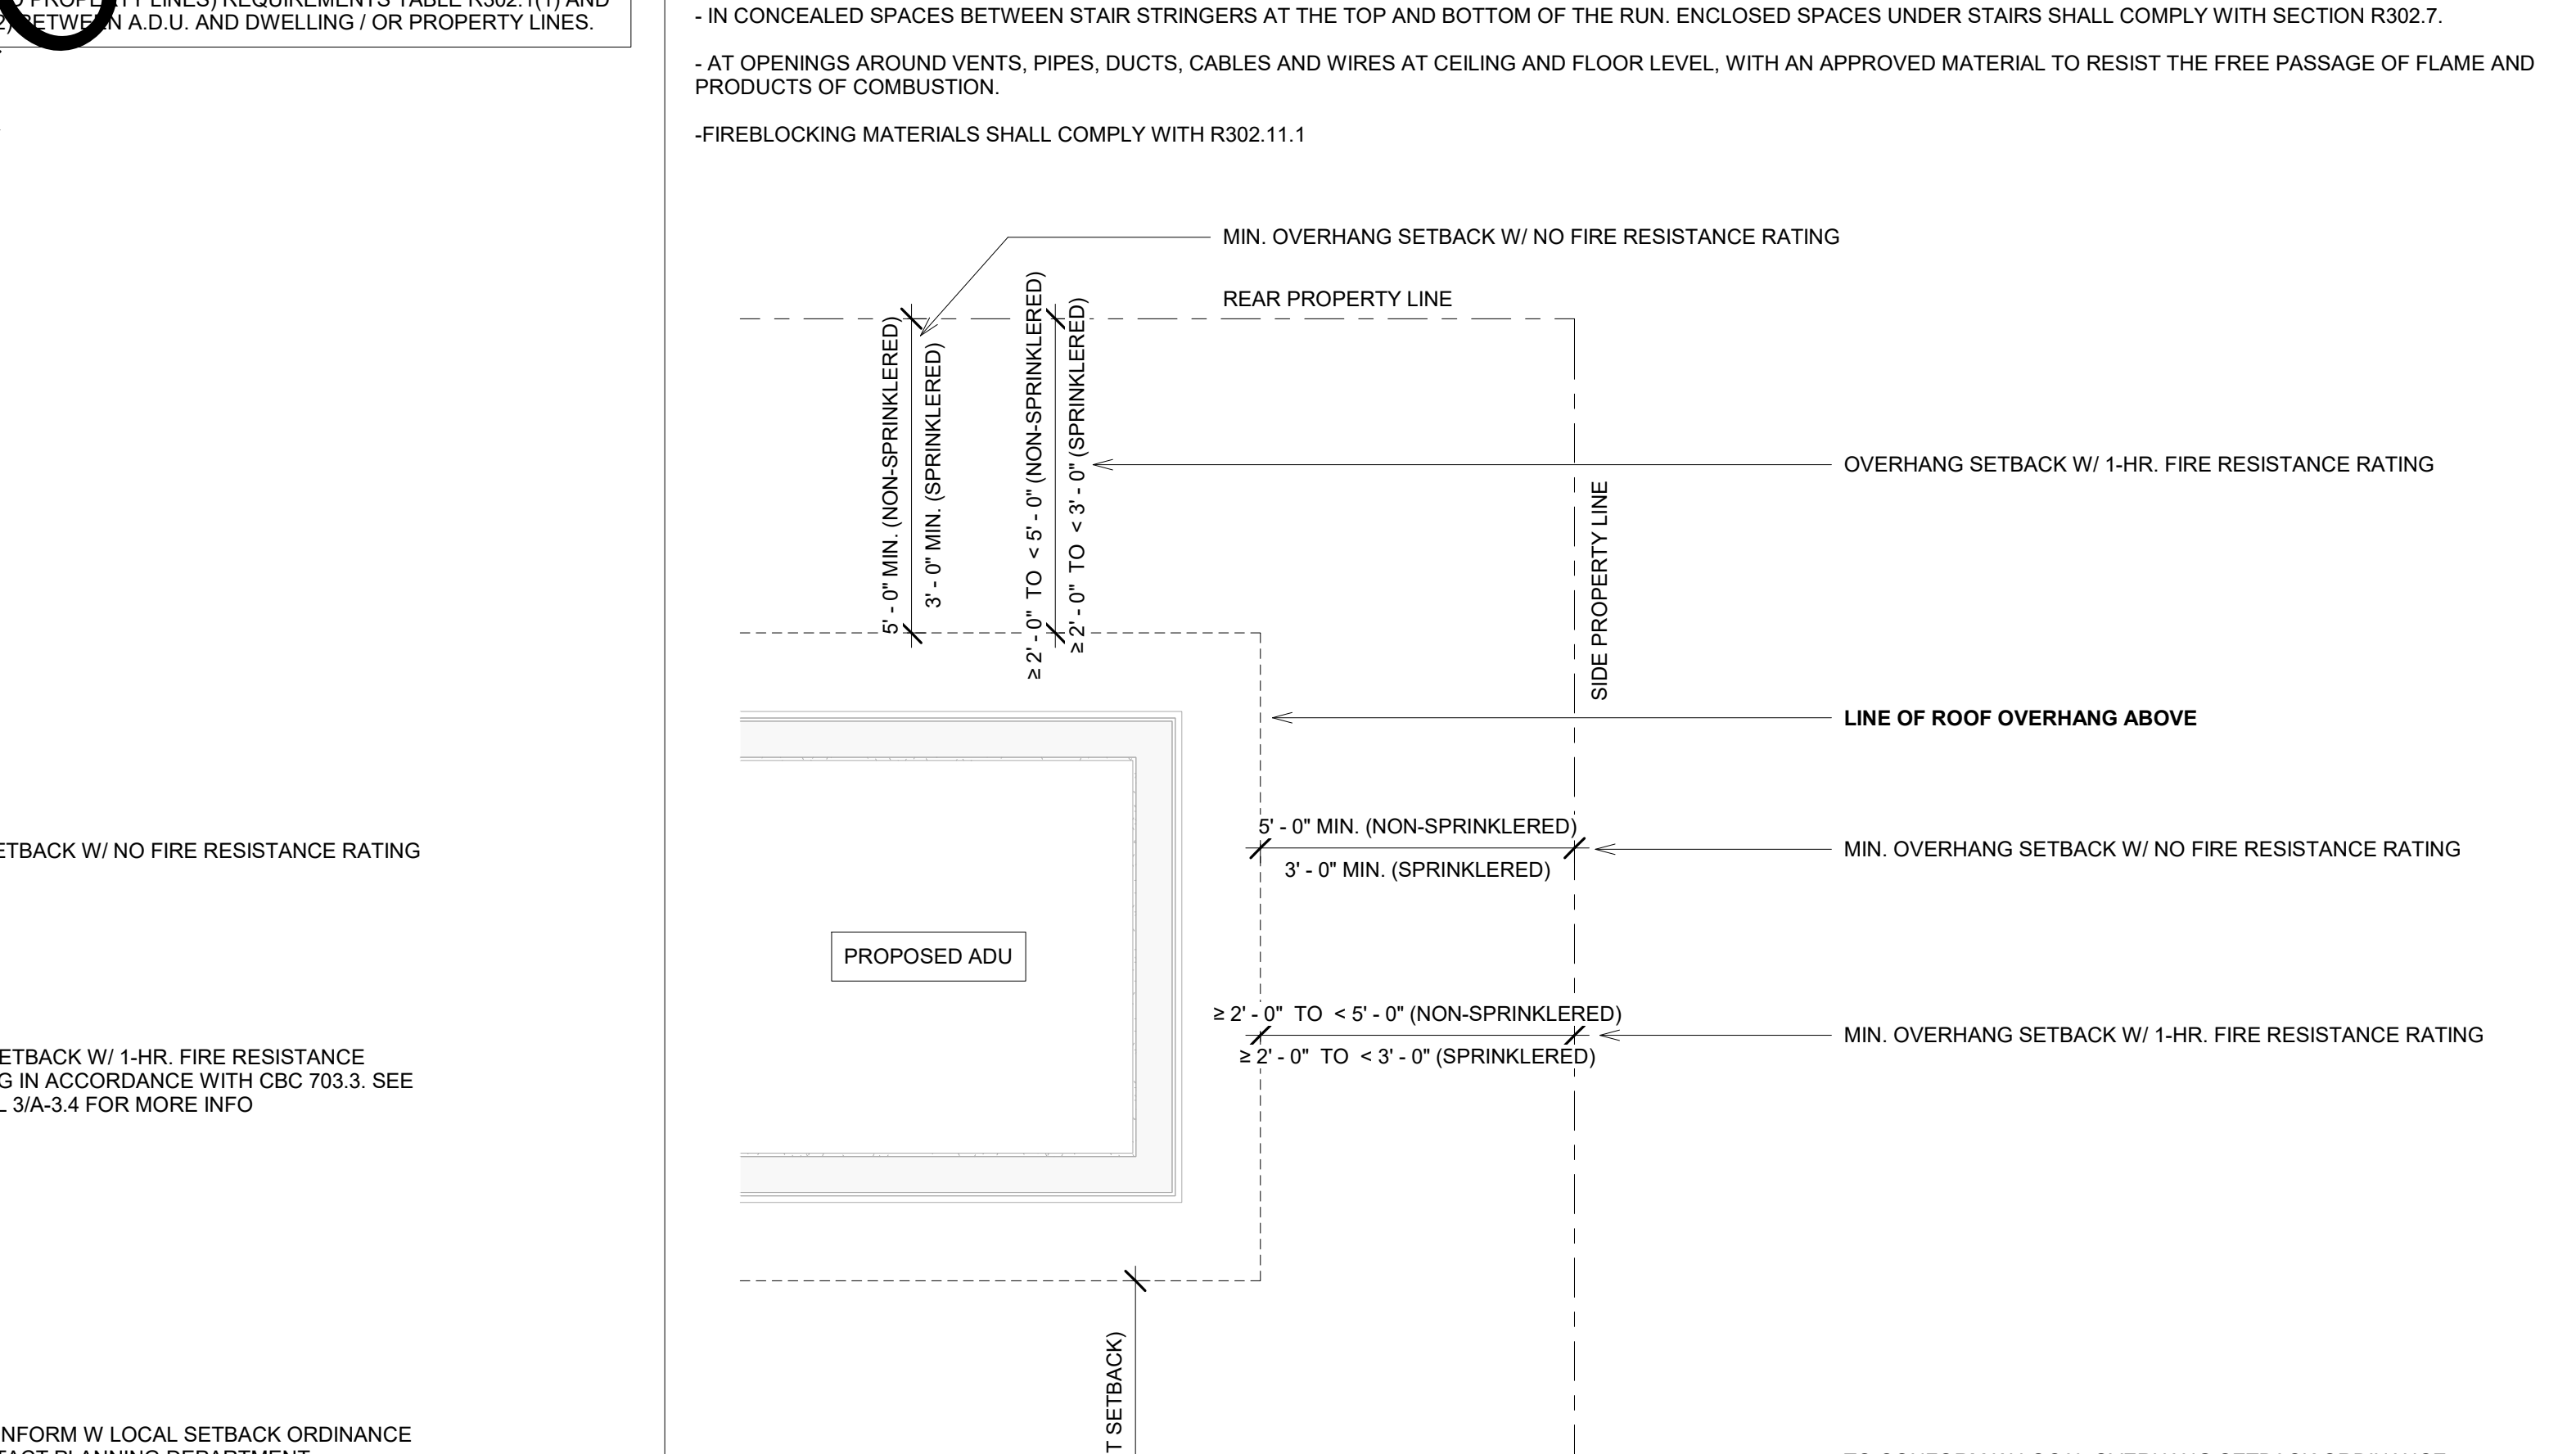 PROPERTY LINES) REQUIREMENTS TABLE R302.1(1) AND
BETWEEN A.D.U. AND DWELLING / OR PROPERTY LINES.
- IN CONCEALED SPACES BETWEEN STAIR STRINGERS AT THE TOP AND BOTTOM OF THE RUN. ENCLOSED SPACES UNDER STAIRS SHALL COMPLY WITH SECTION R302.7.
- AT OPENINGS AROUND VENTS, PIPES, DUCTS, CABLES AND WIRES AT CEILING AND FLOOR LEVEL, WITH AN APPROVED MATERIAL TO RESIST THE FREE PASSAGE OF FLAME AND
PRODUCTS OF COMBUSTION.
-FIREBLOCKING MATERIALS SHALL COMPLY WITH R302.11.1
MIN. OVERHANG SETBACK W/ NO FIRE RESISTANCE RATING
REAR PROPERTY LINE
5' - 0" MIN. (NON-SPRINKLERED)
3' - 0" MIN. (SPRINKLERED)
≥ 2' - 0" TO < 5' - 0" (NON-SPRINKLERED)
≥ 2' - 0" TO < 3' - 0" (SPRINKLERED)
OVERHANG SETBACK W/ 1-HR. FIRE RESISTANCE RATING
SIDE PROPERTY LINE
LINE OF ROOF OVERHANG ABOVE
5' - 0" MIN. (NON-SPRINKLERED)
3' - 0" MIN. (SPRINKLERED)
MIN. OVERHANG SETBACK W/ NO FIRE RESISTANCE RATING
PROPOSED ADU
≥ 2' - 0" TO < 5' - 0" (NON-SPRINKLERED)
≥ 2' - 0" TO < 3' - 0" (SPRINKLERED)
MIN. OVERHANG SETBACK W/ 1-HR. FIRE RESISTANCE RATING
ETBACK W/ NO FIRE RESISTANCE RATING
ETBACK W/ 1-HR. FIRE RESISTANCE
G IN ACCORDANCE WITH CBC 703.3. SEE
L 3/A-3.4 FOR MORE INFO
T SETBACK)
NFORM W LOCAL SETBACK ORDINANCE
TACT PLANNING DEPARTMENT